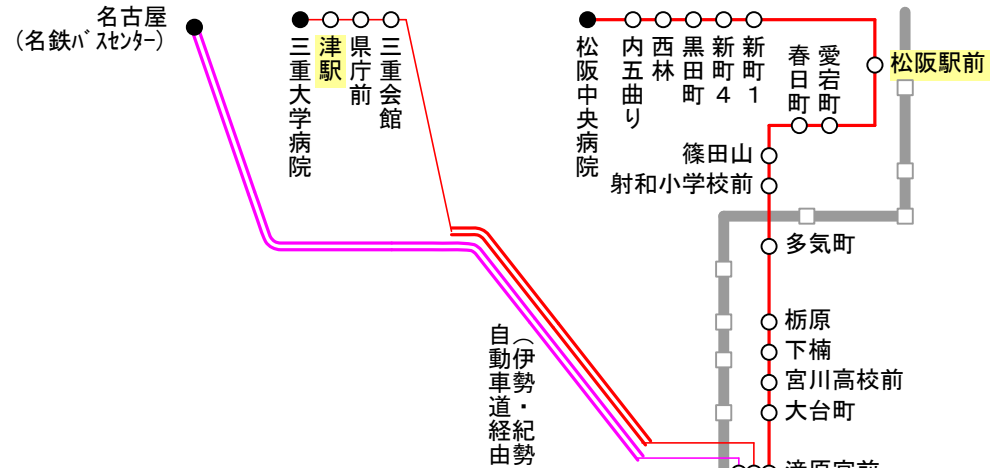 名古屋
（名鉄ﾊﾞｽｾﾝﾀｰ）
三重大学病院
津駅
県庁前
三重会館
松阪中央病院
内五曲り
西林
黒田町
新町４
新町１
春日町
愛宕町
松阪駅前
篠田山
射和小学校前
多気町
栃原
下楠
宮川高校前
大台町
滝原宮前
（伊勢・紀勢
自動車道経由